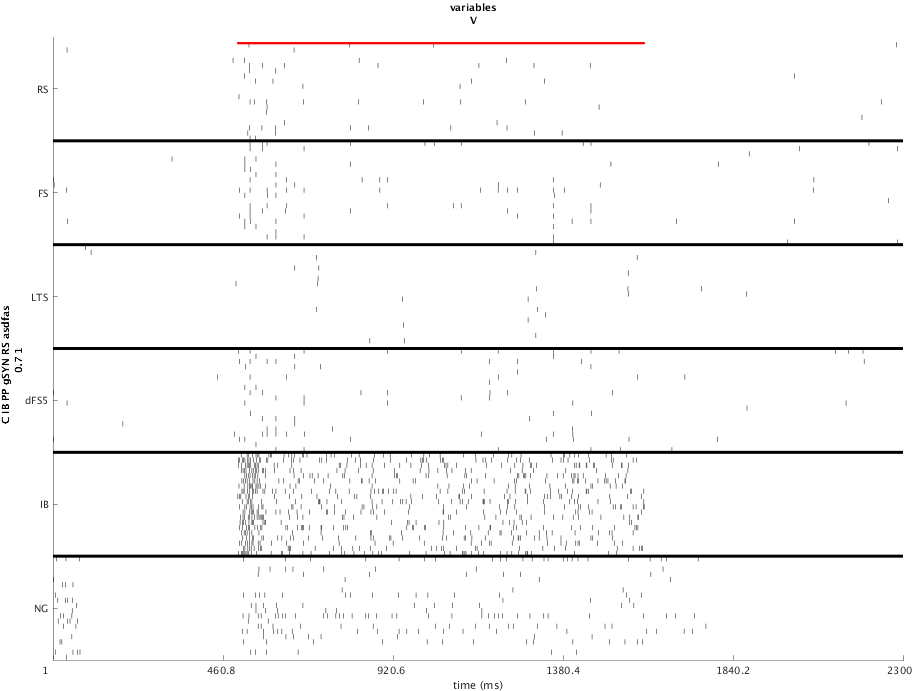 variables
V
C IB PP gSYN RS asdfas
0.7 1
RS
FS
LTS
dFS5
IB
NG
1 460.8 920.6 1380.4 1840.2 2300
time (ms)